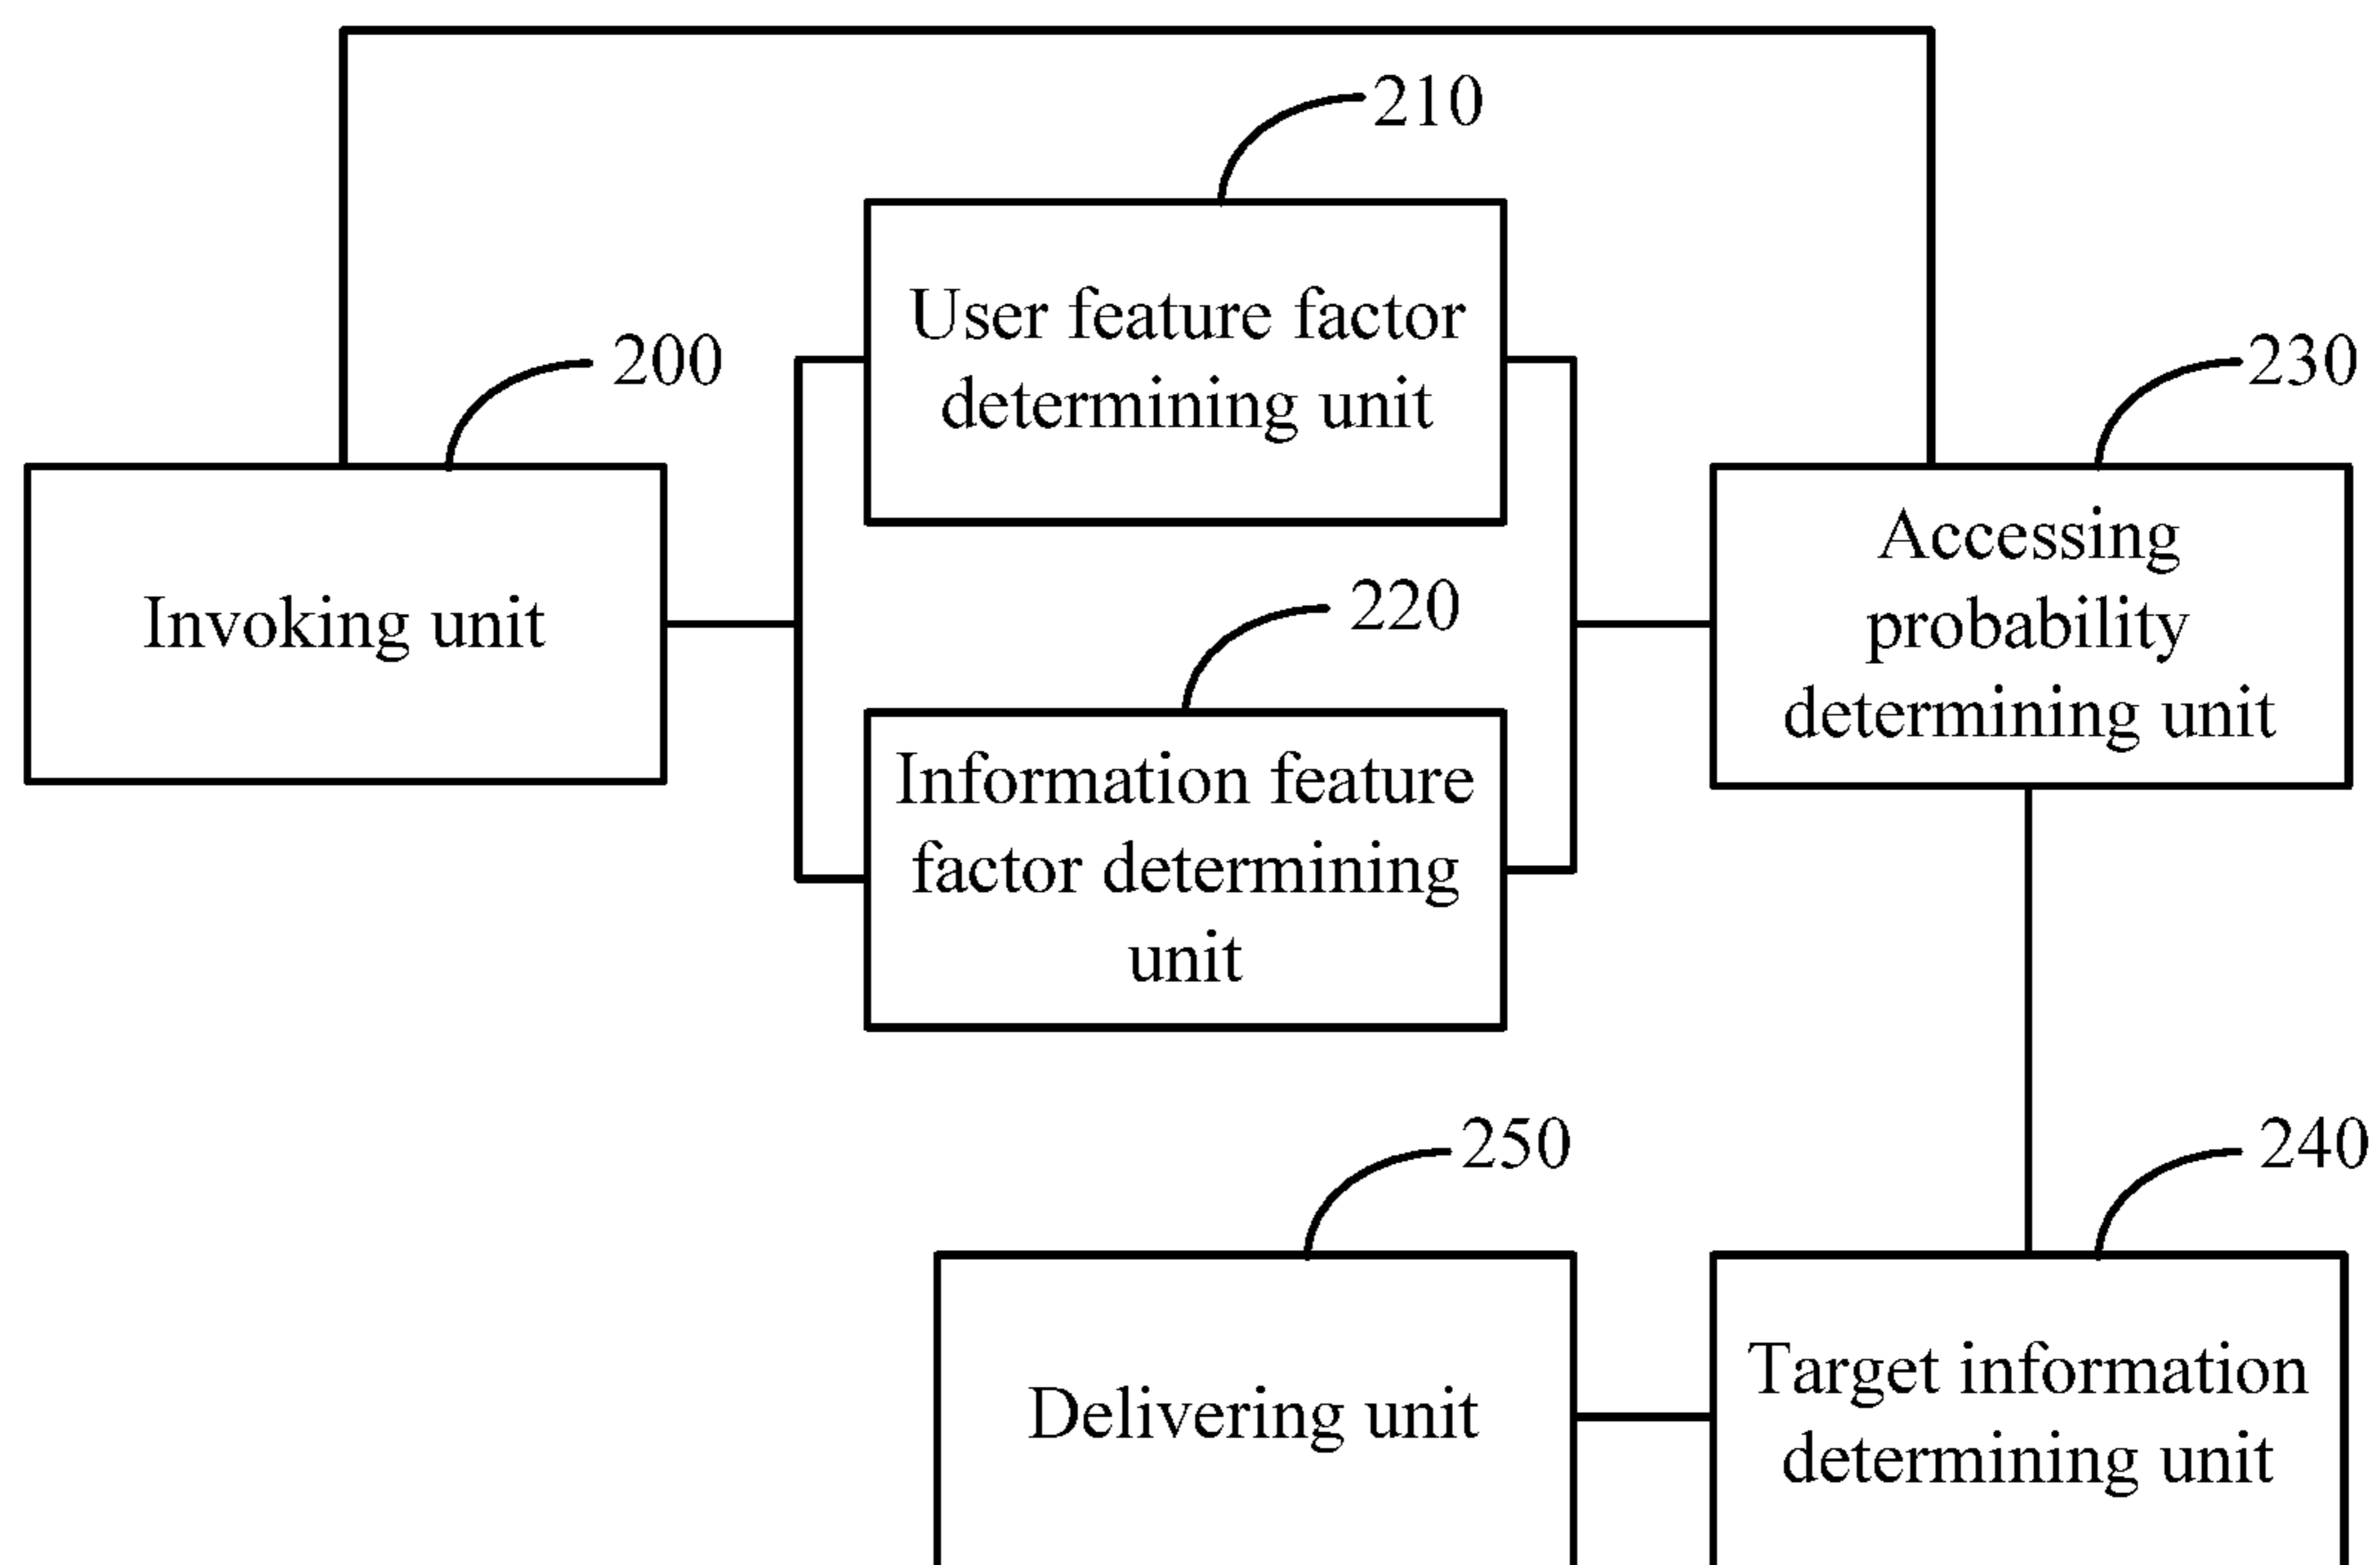 210
User feature factor
determining unit
200
230
Invoking unit
Accessing
probability
determining unit
220
Information feature
factor determining
unit
250
240
Delivering unit
Target information
determining unit